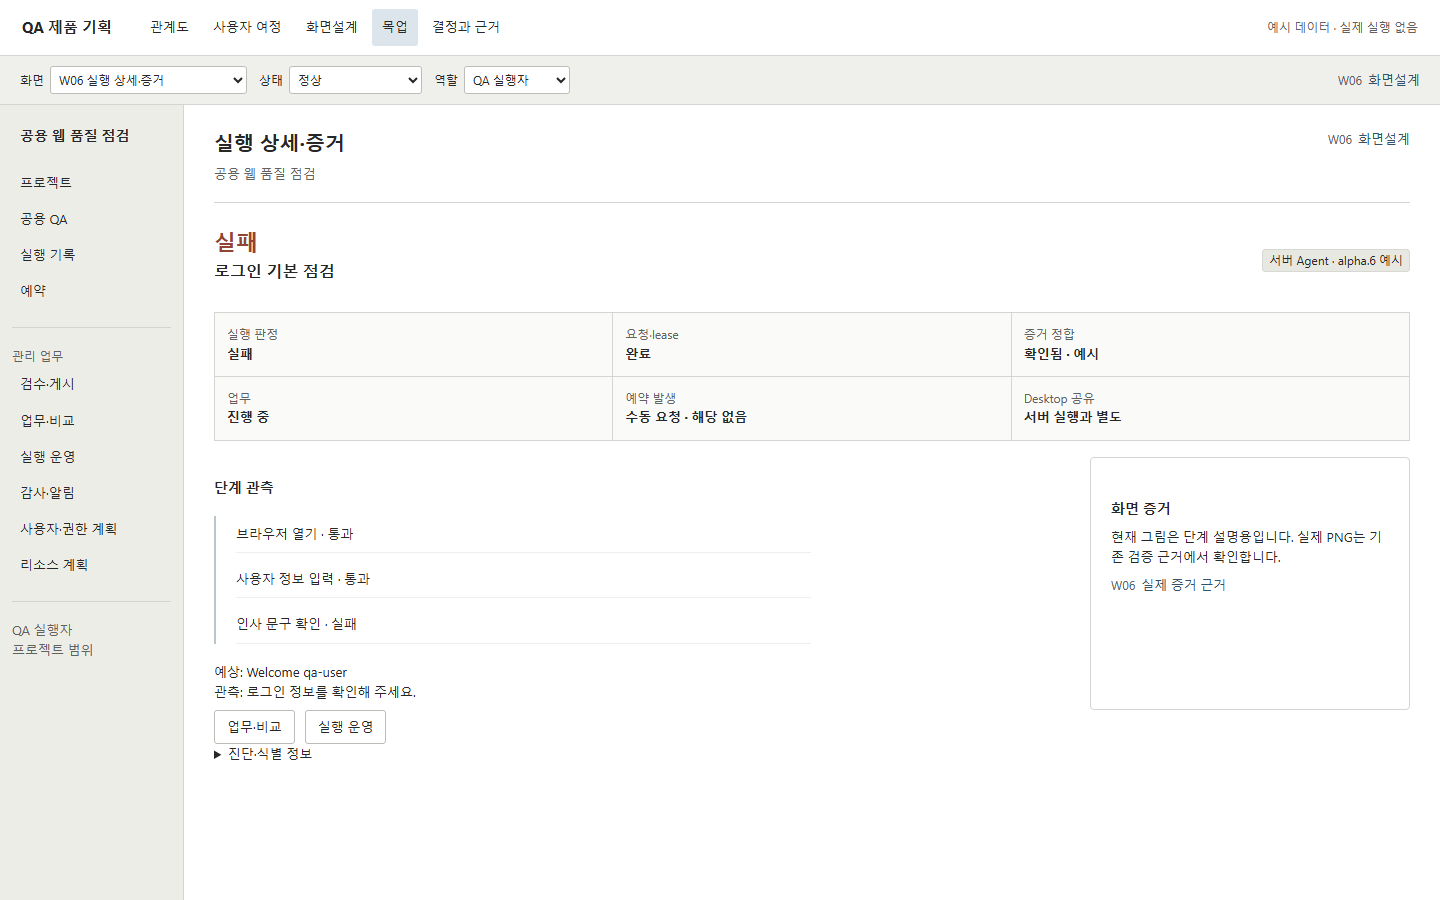 QA 제품 기획
관계도
사용자 여정
화면설계
목업
결정과 근거
예시 데이터 · 실제 실행 없음
화면
W06 실행 상세·증거
상태
정상
역할
QA 실행자
W06 화면설계
공용 웹 품질 점검
프로젝트
공용 QA
실행 기록
예약
관리 업무
검수·게시
업무·비교
실행 운영
감사·알림
사용자·권한 계획
리소스 계획
QA 실행자
프로젝트 범위
실행 상세·증거
W06 화면설계
공용 웹 품질 점검
실패
로그인 기본 점검
서버 Agent · alpha.6 예시
실행 판정
실패
요청·lease
완료
증거 정합
확인됨 · 예시
업무
진행 중
예약 발생
수동 요청 · 해당 없음
Desktop 공유
서버 실행과 별도
단계 관측
브라우저 열기 · 통과
사용자 정보 입력 · 통과
인사 문구 확인 · 실패
예상: Welcome qa-user
관측: 로그인 정보를 확인해 주세요.
업무·비교
실행 운영
▶ 진단·식별 정보
화면 증거
현재 그림은 단계 설명용입니다. 실제 PNG는 기
존 검증 근거에서 확인합니다.
W06 실제 증거 근거